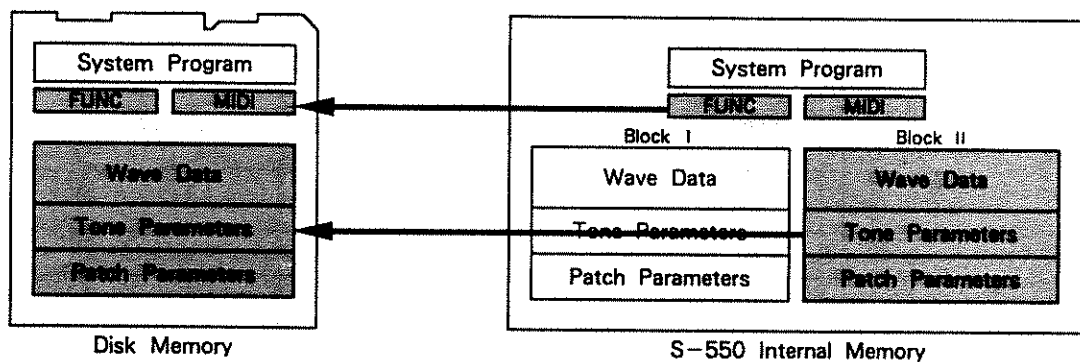 System Program
FUNC MIDI
Wave Data
Tone Parameters
Patch Parameters
Disk Memory
System Program
FUNC MIDI
Block I Block II
Wave Data Wave Data
Tone Parameters Tone Parameters
Patch Parameters Patch Parameters
S-550 Internal Memory